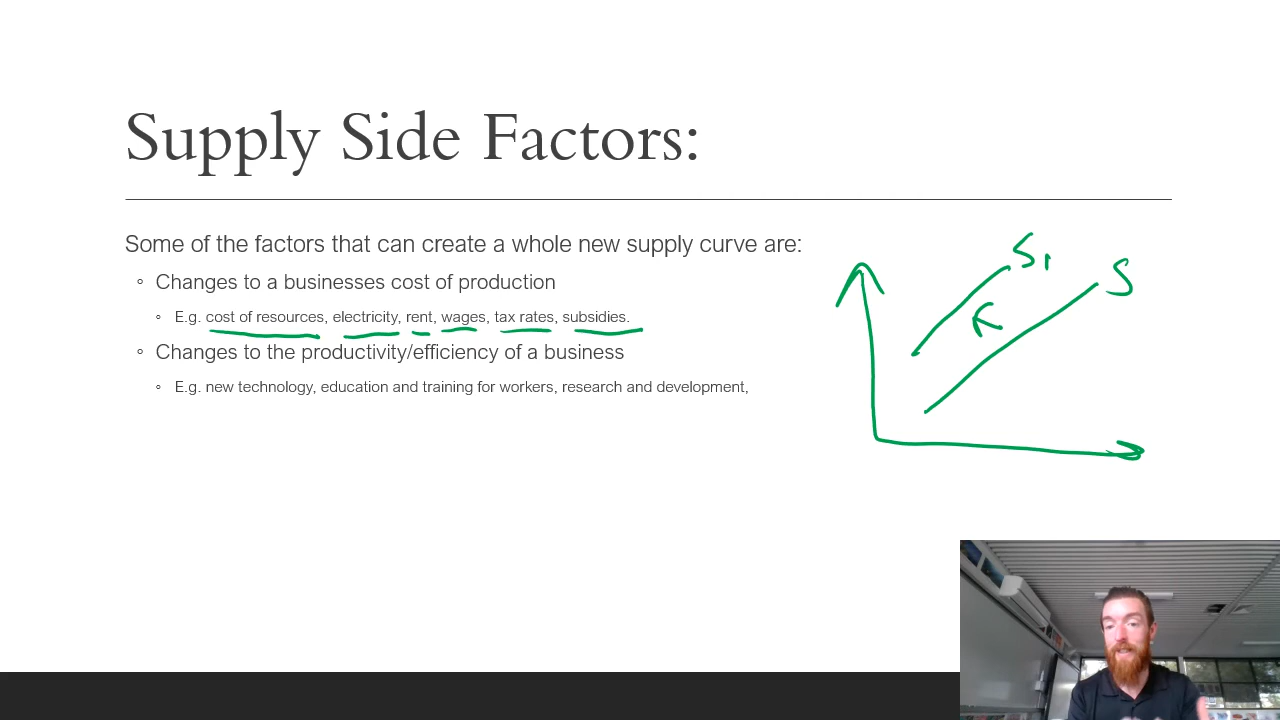 Supply Side Factors:
Some of the factors that can create a whole new supply curve are:
◦ Changes to a businesses cost of production
◦ E.g. cost of resources, electricity, rent, wages, tax rates, subsidies.
◦ Changes to the productivity/efficiency of a business
◦ E.g. new technology, education and training for workers, research and development,
S1
S